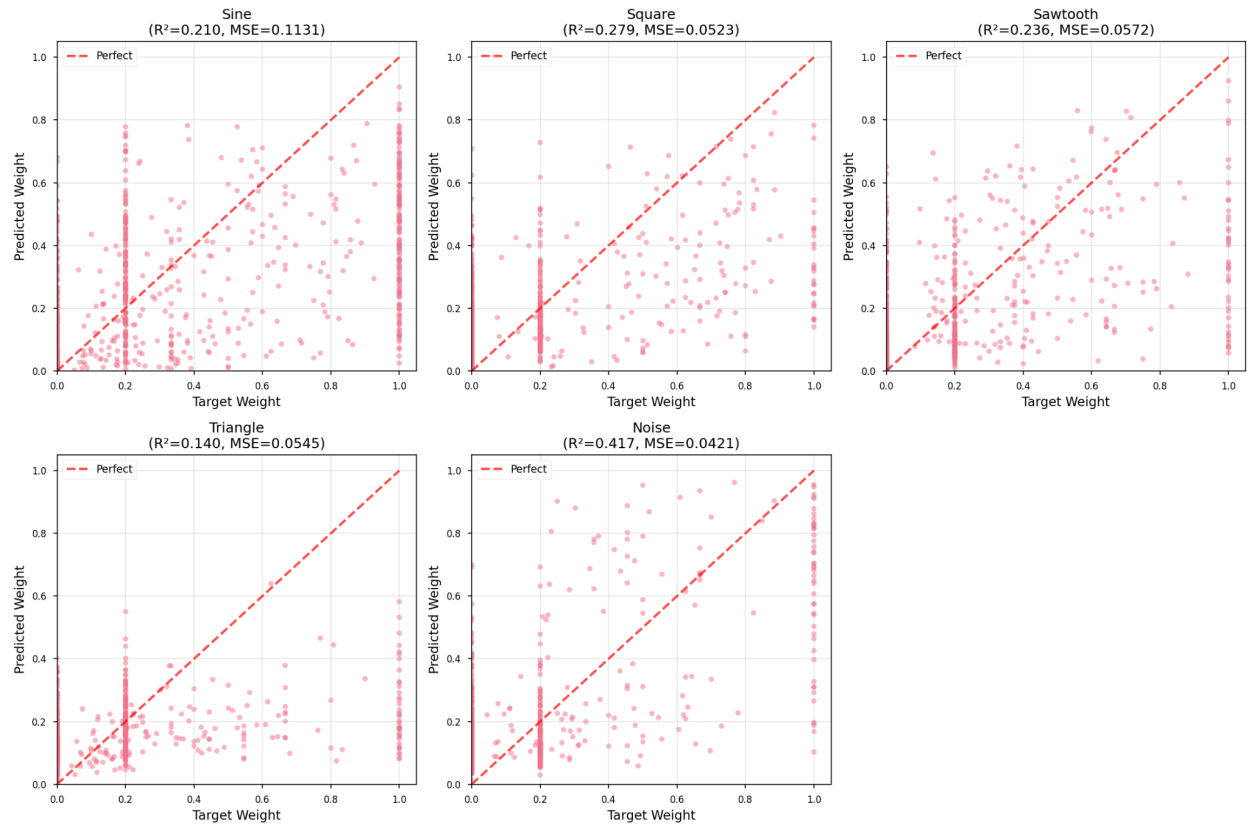 Sine
(R²=0.210, MSE=0.1131)
Perfect
1.0
0.8
0.6
0.4
0.2
0.0
Predicted Weight
0.0 0.2 0.4 0.6 0.8 1.0
Target Weight
Square
(R²=0.279, MSE=0.0523)
Perfect
1.0
0.8
0.6
0.4
0.2
0.0
Predicted Weight
0.0 0.2 0.4 0.6 0.8 1.0
Target Weight
Sawtooth
(R²=0.236, MSE=0.0572)
Perfect
1.0
0.8
0.6
0.4
0.2
0.0
Predicted Weight
0.0 0.2 0.4 0.6 0.8 1.0
Target Weight
Triangle
(R²=0.140, MSE=0.0545)
Perfect
1.0
0.8
0.6
0.4
0.2
0.0
Predicted Weight
0.0 0.2 0.4 0.6 0.8 1.0
Target Weight
Noise
(R²=0.417, MSE=0.0421)
Perfect
1.0
0.8
0.6
0.4
0.2
0.0
Predicted Weight
0.0 0.2 0.4 0.6 0.8 1.0
Target Weight